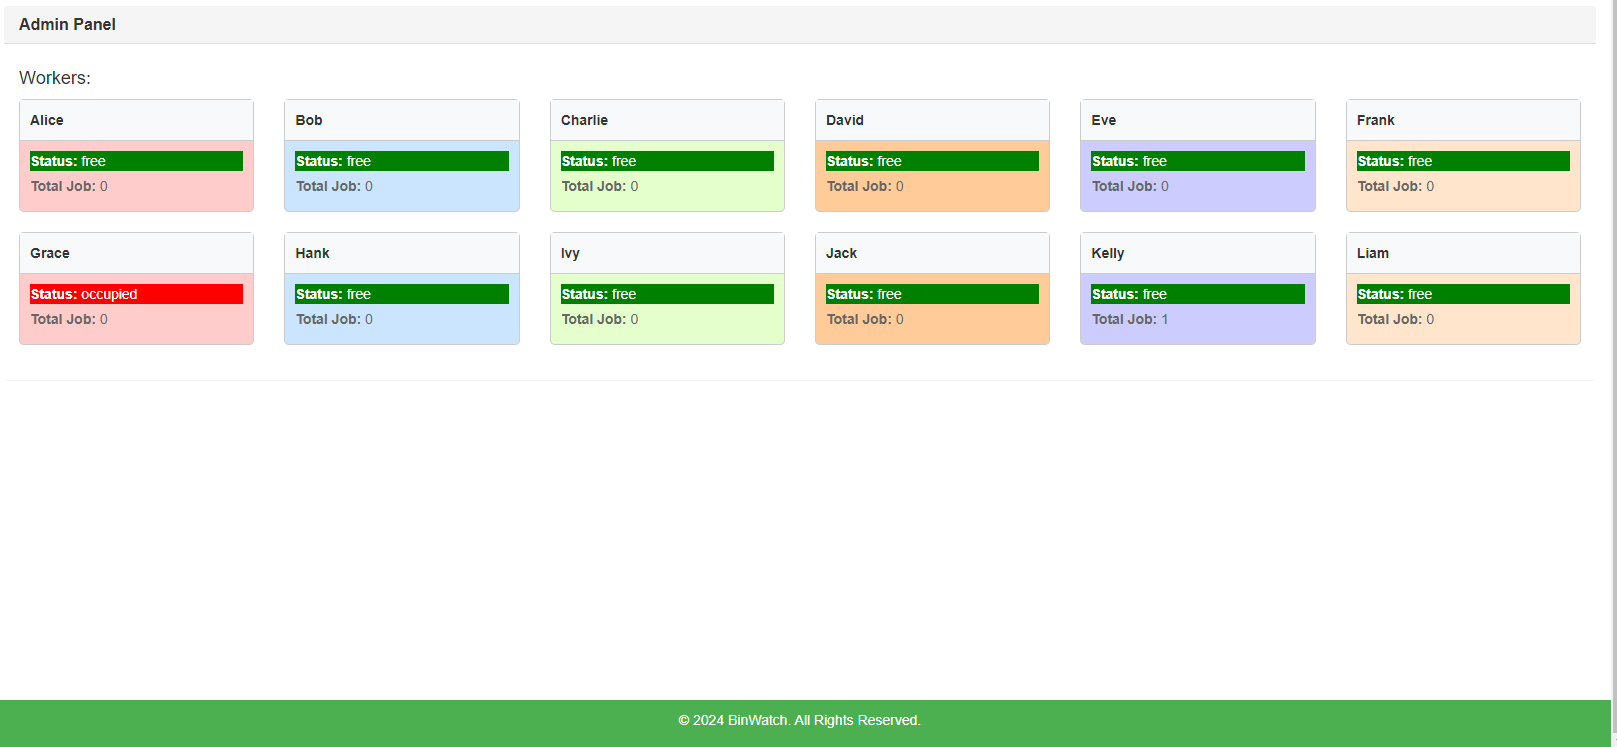 Admin Panel
Workers:
Alice
Status: free
Total Job: 0
Bob
Status: free
Total Job: 0
Charlie
Status: free
Total Job: 0
David
Status: free
Total Job: 0
Eve
Status: free
Total Job: 0
Frank
Status: free
Total Job: 0
Grace
Status: occupied
Total Job: 0
Hank
Status: free
Total Job: 0
Ivy
Status: free
Total Job: 0
Jack
Status: free
Total Job: 0
Kelly
Status: free
Total Job: 1
Liam
Status: free
Total Job: 0
© 2024 BinWatch. All Rights Reserved.